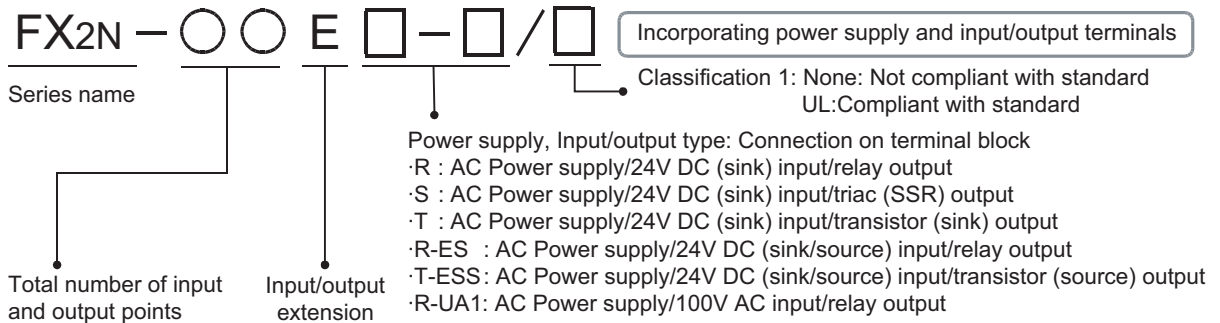 FX2N – ○○ E □ – □ / □
Incorporating power supply and input/output terminals
Series name
Classification 1: None: Not compliant with standard
UL:Compliant with standard
Power supply, Input/output type: Connection on terminal block
·R : AC Power supply/24V DC (sink) input/relay output
·S : AC Power supply/24V DC (sink) input/triac (SSR) output
·T : AC Power supply/24V DC (sink) input/transistor (sink) output
·R-ES : AC Power supply/24V DC (sink/source) input/relay output
·T-ESS: AC Power supply/24V DC (sink/source) input/transistor (source) output
·R-UA1: AC Power supply/100V AC input/relay output
Total number of input
and output points
Input/output
extension